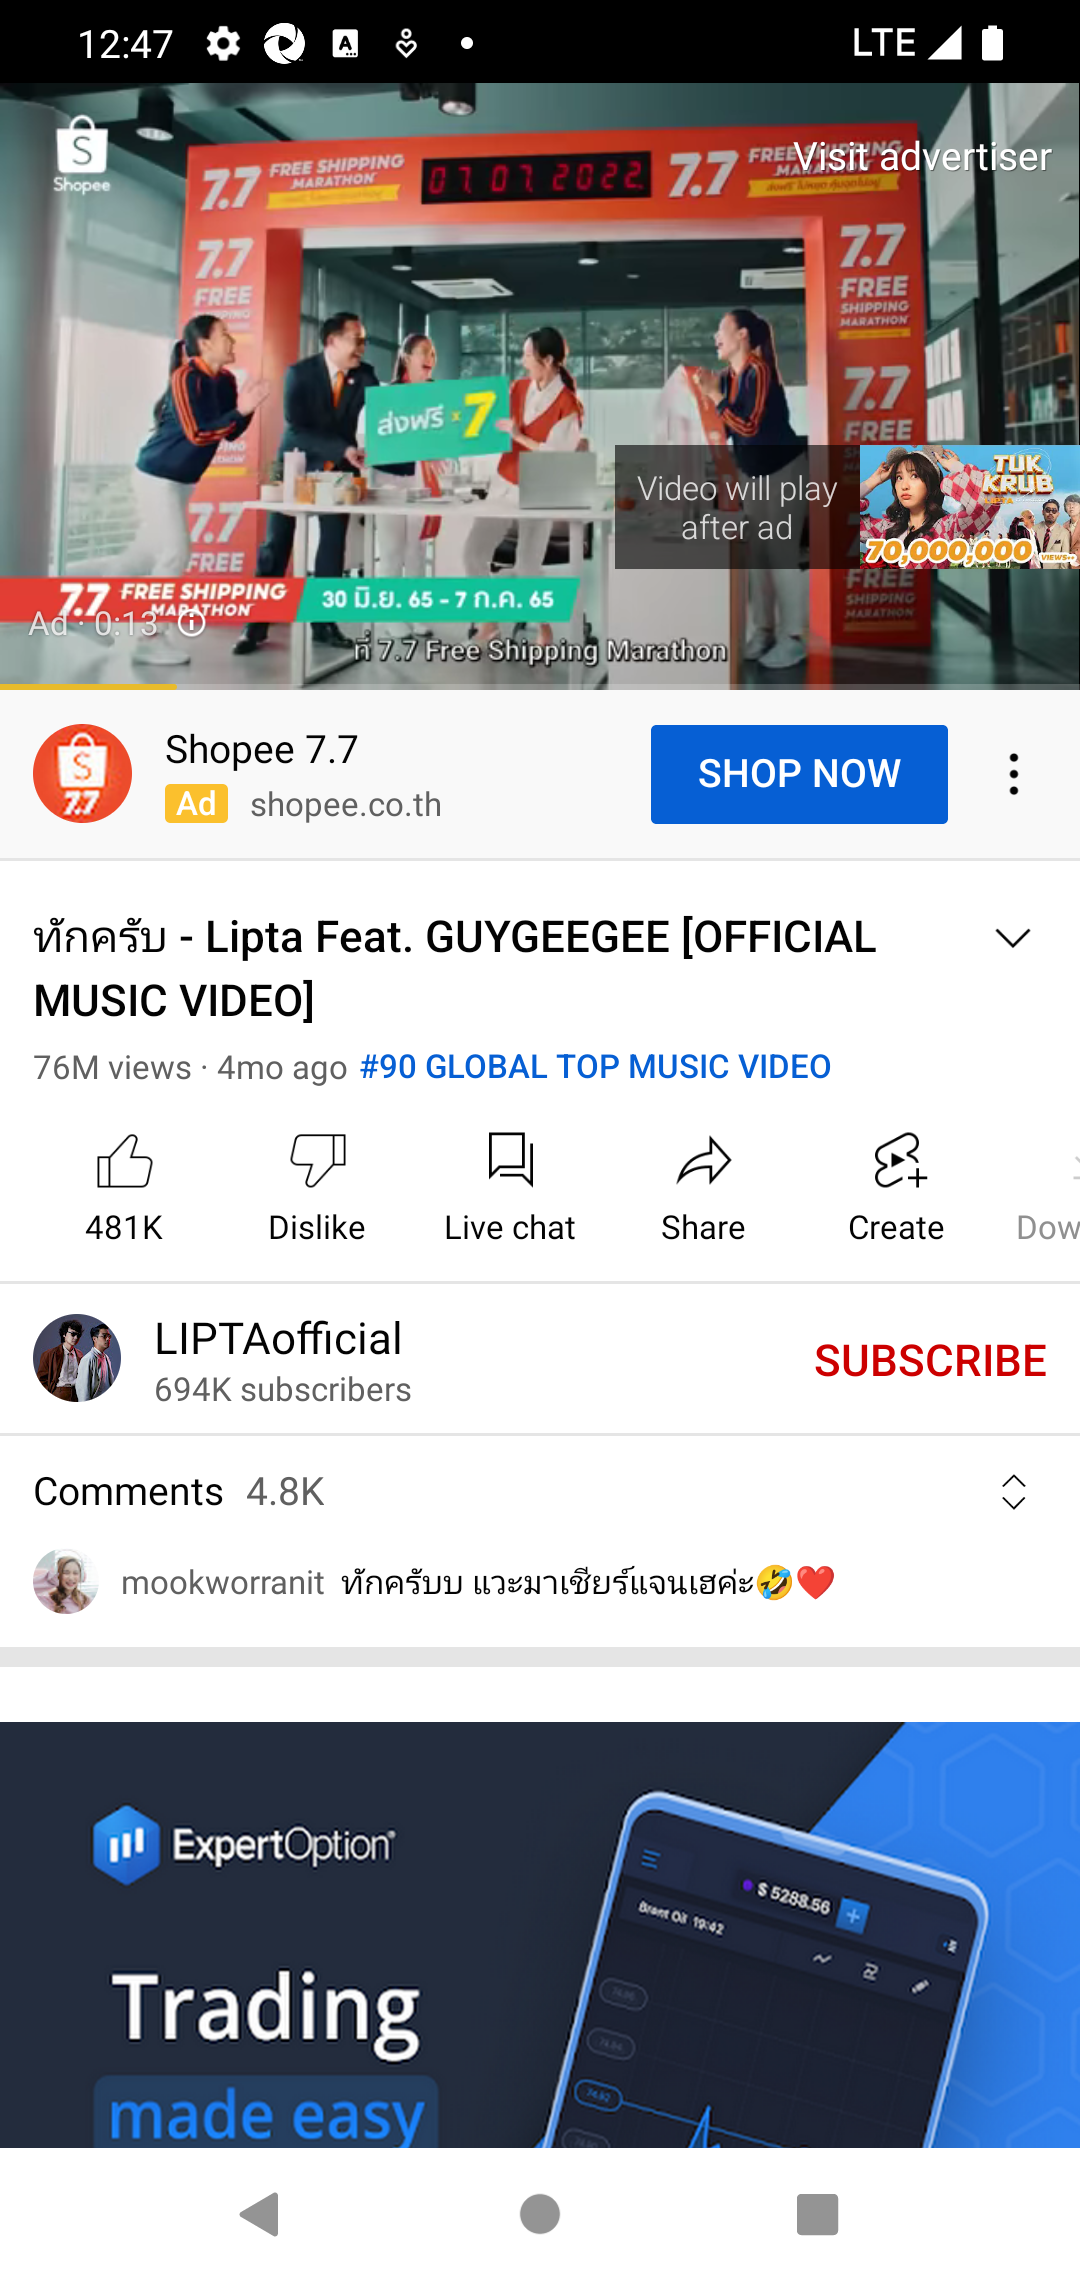 12:47
LTE
Shopee
Visit advertiser
7.7 FREE SHIPPING MARATHON
07 07 2022
7.7
7.7
FREE
7.7
FREE
SHIPPING
MARATHON
7.7
FREE
ส่งฟรี x7
Video will play
after ad
TUK
KRUB
70,000,000 VIEWS++
7.7
FREE
FREE
SHIPPING
MARATHON
7.7 FREE SHIPPING MARATHON
30 มิ.ย. 65 - 7 ก.ค. 65
Ad · 0:13
ที่ 7.7 Free Shipping Marathon
Shopee 7.7
SHOP NOW
Ad shopee.co.th
ทักครับ - Lipta Feat. GUYGEEGEE [OFFICIAL
MUSIC VIDEO]
76M views · 4mo ago #90 GLOBAL TOP MUSIC VIDEO
481K
Dislike
Live chat
Share
Create
Dow
LIPTAofficial
694K subscribers
SUBSCRIBE
Comments 4.8K
mookworranit ทักครับบ แวะมาเชียร์แจนเฮค่ะ🤣❤️
ExpertOption
$ 5288.56
Brent Oil 19:42
Trading
made easy